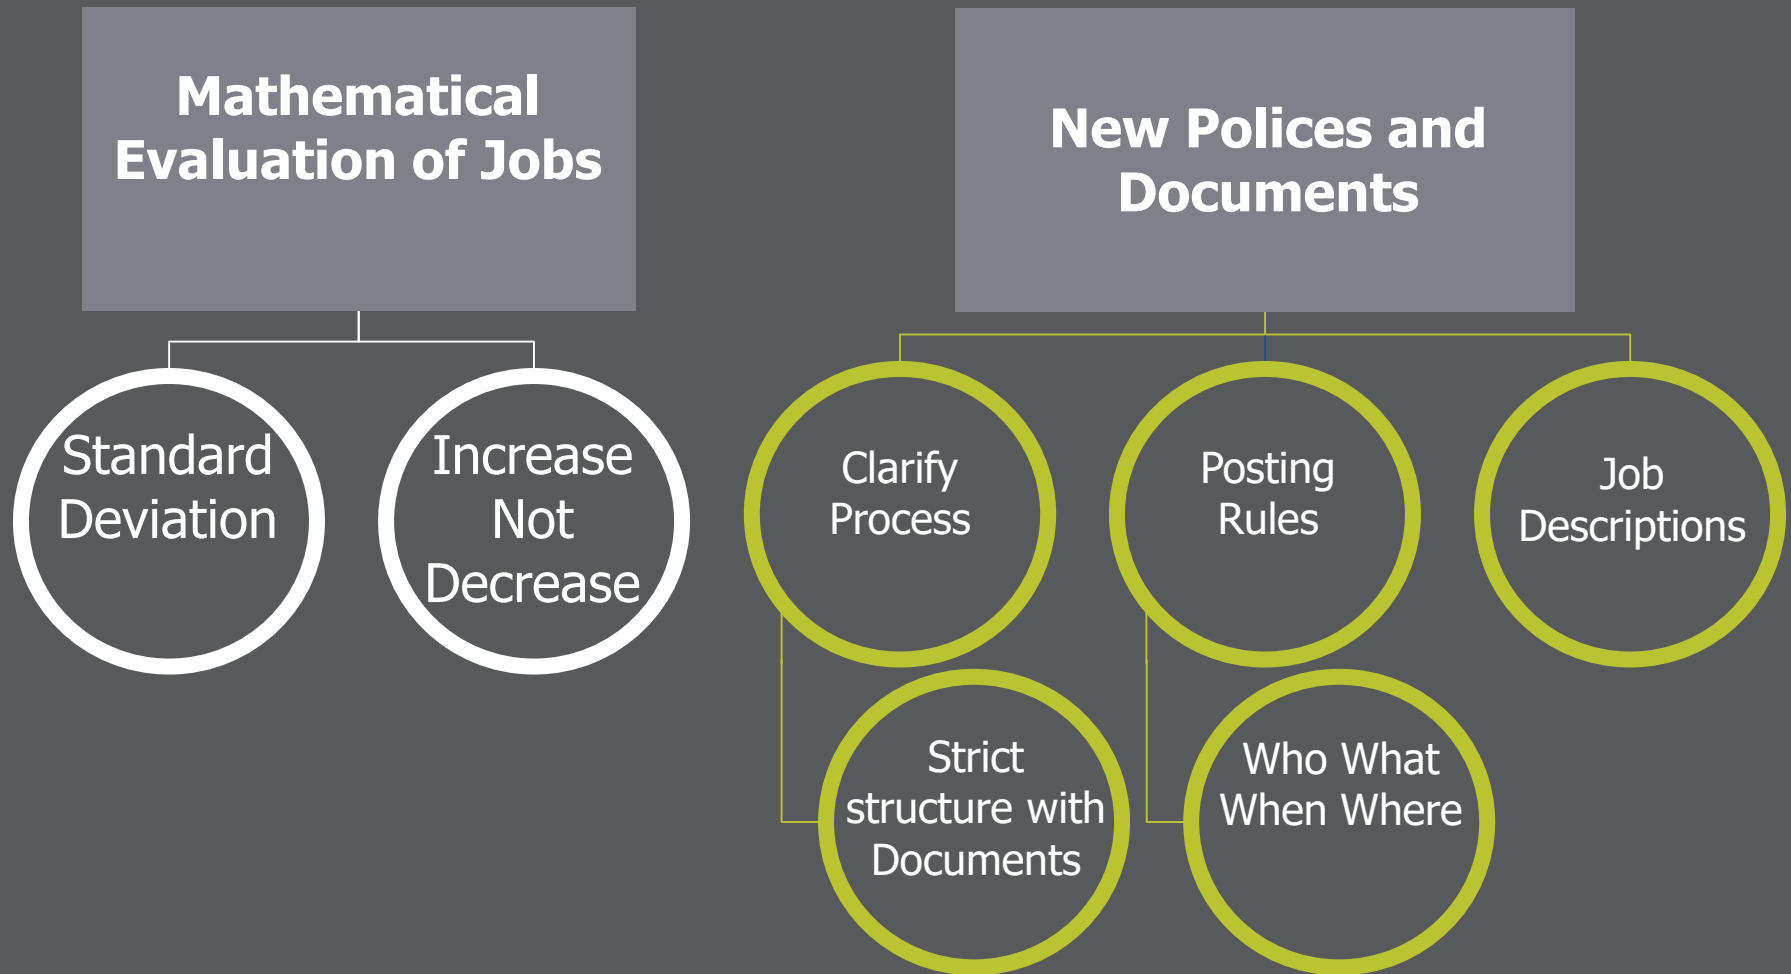 Mathematical
Evaluation of Jobs
New Polices and
Documents
Standard
Deviation
Increase
Not
Decrease
Clarify
Process
Posting
Rules
Job
Descriptions
Strict
structure with
Documents
Who What
When Where